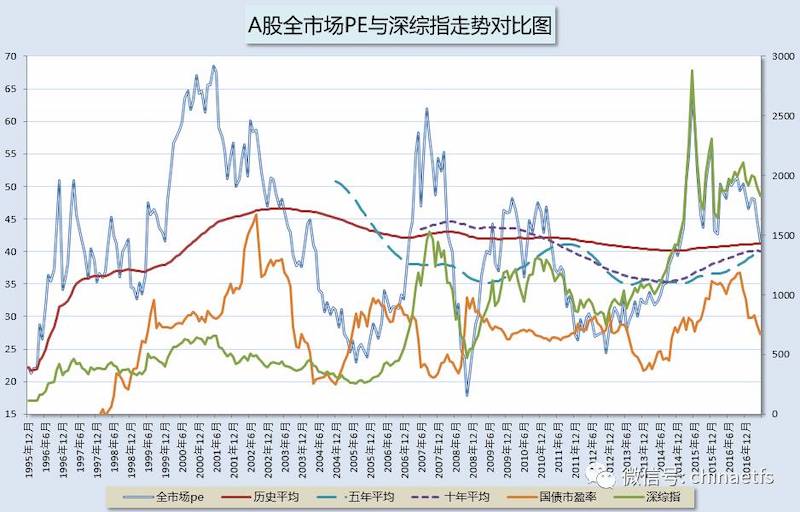 A股全市场PE与深综指走势对比图
70
65
60
55
50
45
40
35
30
25
20
15
3000
2500
2000
1500
1000
500
0
1995年12月
1996年6月
1996年12月
1997年6月
1997年12月
1998年6月
1998年12月
1999年6月
1999年12月
2000年6月
2000年12月
2001年6月
2001年12月
2002年6月
2002年12月
2003年6月
2003年12月
2004年6月
2004年12月
2005年6月
2005年12月
2006年6月
2006年12月
2007年6月
2007年12月
2008年6月
2008年12月
2009年6月
2009年12月
2010年6月
2010年12月
2011年6月
2011年12月
2012年6月
2012年12月
2013年6月
2013年12月
2014年6月
2014年12月
2015年6月
2015年12月
2016年6月
2016年12月
微信号: chinaetfs
全市场pe 历史平均 五年平均 十年平均 国债市盈率 深综指